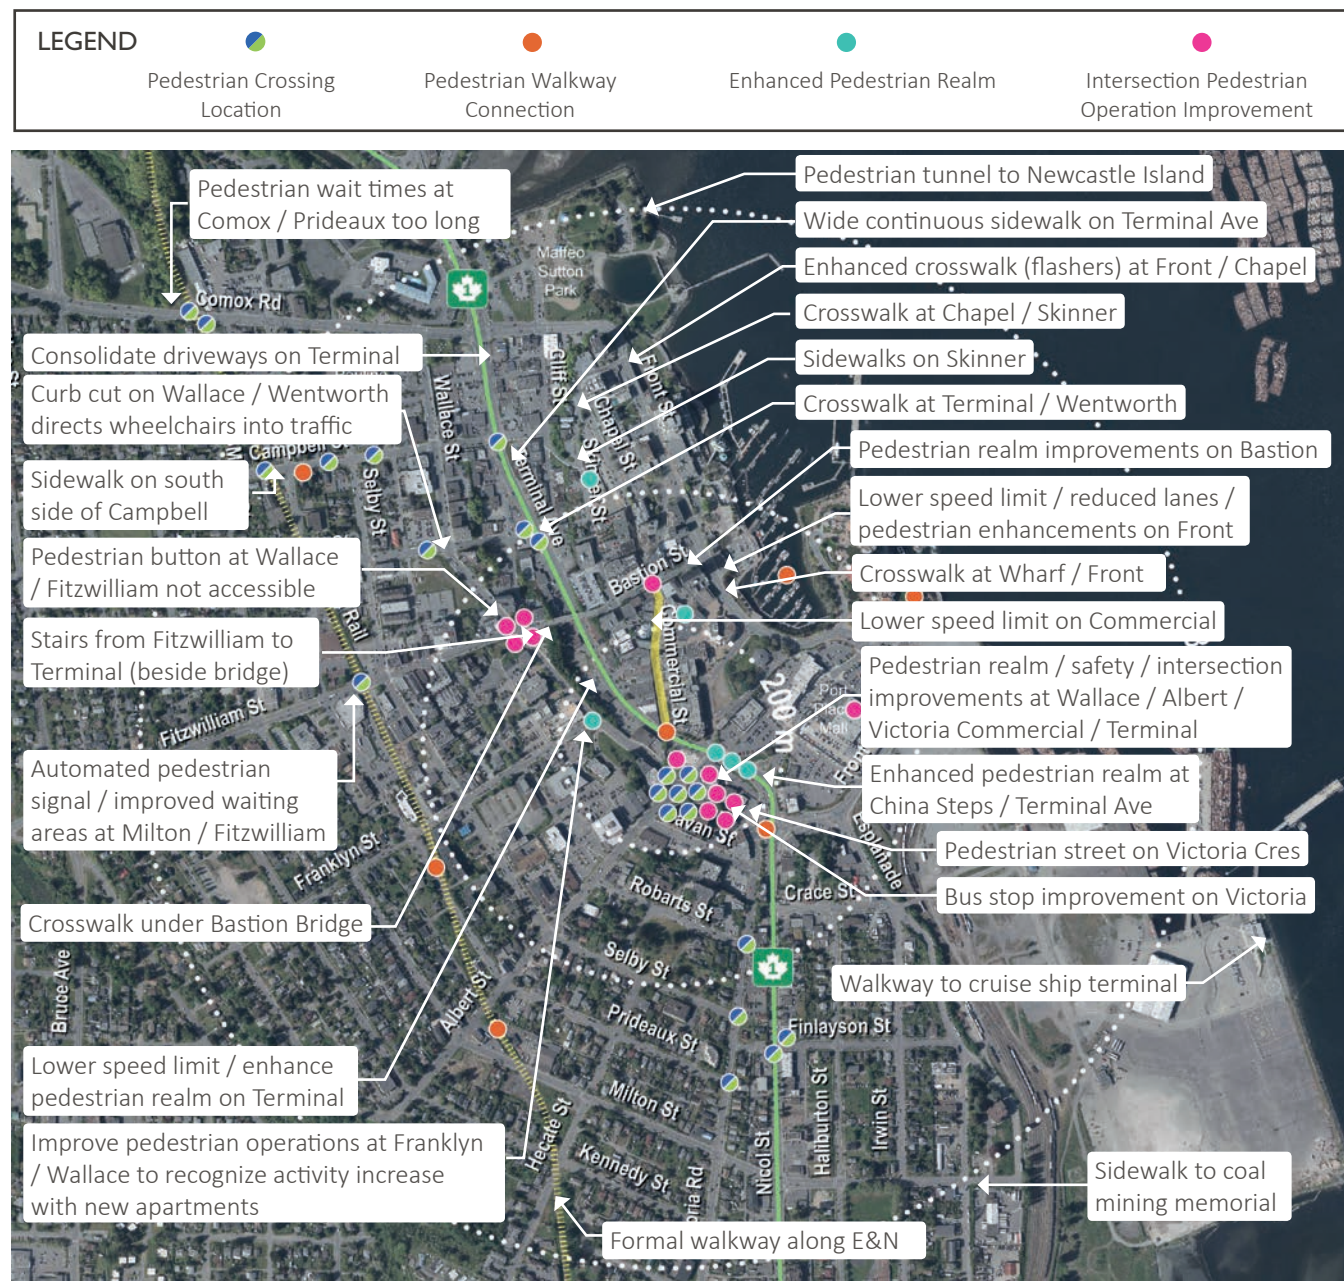 LEGEND
Pedestrian Crossing
Location
Pedestrian Walkway
Connection
Enhanced Pedestrian Realm
Intersection Pedestrian
Operation Improvement
Pedestrian wait times at
Comox / Prideaux too long
Pedestrian tunnel to Newcastle Island
Wide continuous sidewalk on Terminal Ave
Enhanced crosswalk (flashers) at Front / Chapel
Crosswalk at Chapel / Skinner
Sidewalks on Skinner
Crosswalk at Terminal / Wentworth
Pedestrian realm improvements on Bastion
Lower speed limit / reduced lanes /
pedestrian enhancements on Front
Crosswalk at Wharf / Front
Lower speed limit on Commercial
Pedestrian realm / safety / intersection
improvements at Wallace / Albert /
Victoria Commercial / Terminal
Enhanced pedestrian realm at
China Steps / Terminal Ave
Pedestrian street on Victoria Cres
Bus stop improvement on Victoria
Walkway to cruise ship terminal
Sidewalk to coal
mining memorial
Formal walkway along E&N
Consolidate driveways on Terminal
Curb cut on Wallace / Wentworth
directs wheelchairs into traffic
Sidewalk on south
side of Campbell
Pedestrian button at Wallace
/ Fitzwilliam not accessible
Stairs from Fitzwilliam to
Terminal (beside bridge)
Automated pedestrian
signal / improved waiting
areas at Milton / Fitzwilliam
Crosswalk under Bastion Bridge
Lower speed limit / enhance
pedestrian realm on Terminal
Improve pedestrian operations at Franklyn
/ Wallace to recognize activity increase
with new apartments
Maffeo
Sutton
Park
1
Comox Rd
Cliff St
Front St
Chapel St
Wallace St
Selby St
Bastion St
Commercial St
200 m
Rail
Fitzwilliam St
Franklyn St
Robarts St
Crace St
Esplanade
Selby St
1
Bruce Ave
Albert St
Prideaux St
Finlayson St
Milton St
Hecate St
Kennedy St
Nicol St
Haliburton St
Irwin St